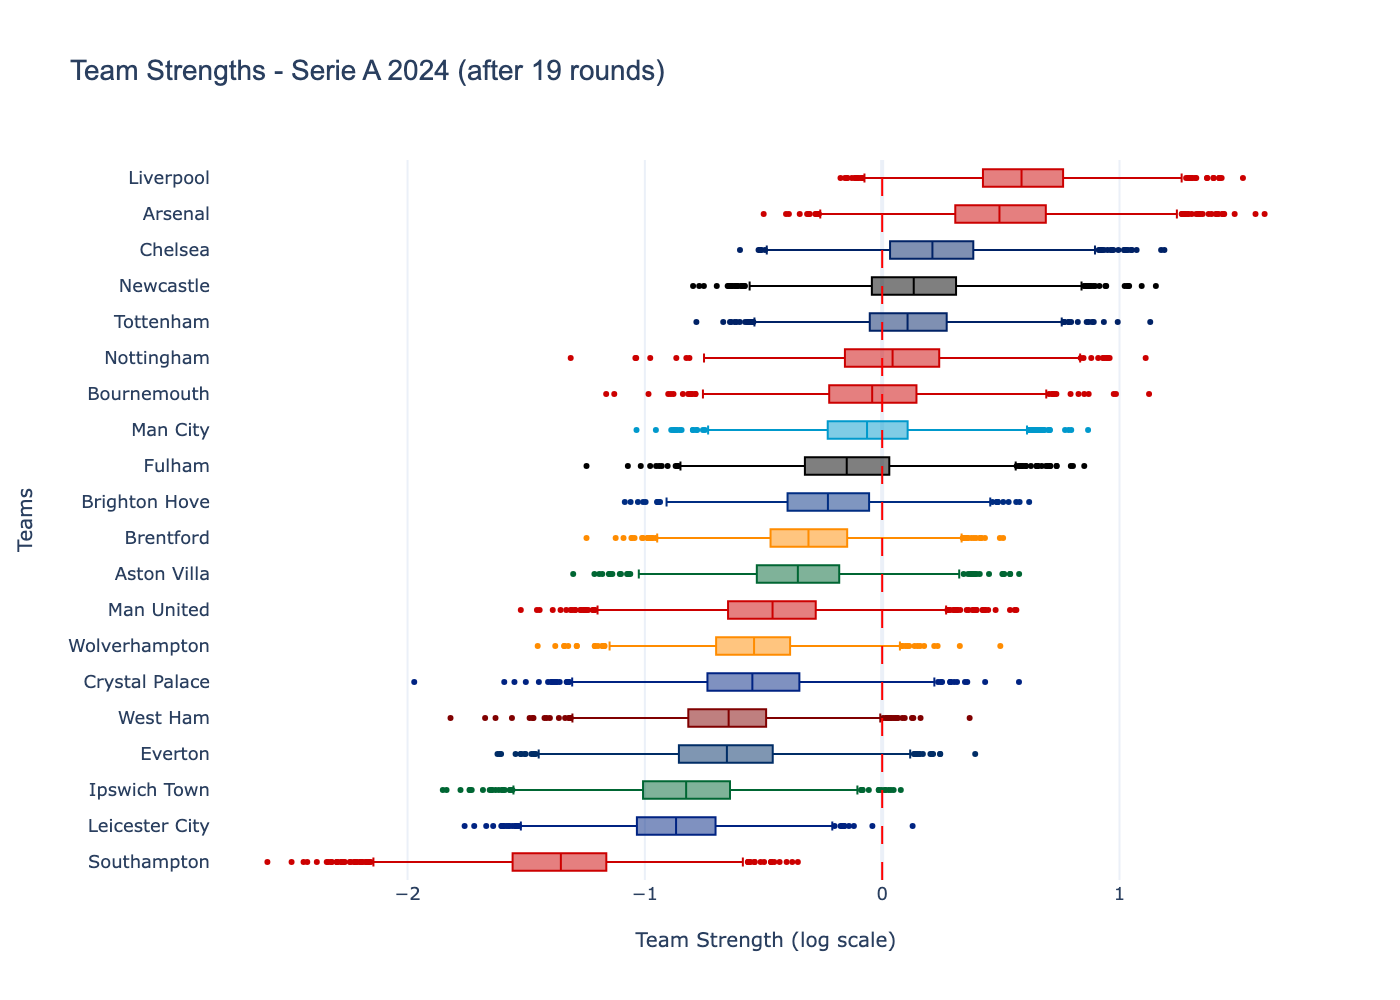 Team Strengths - Serie A 2024 (after 19 rounds)
Liverpool
Arsenal
Chelsea
Newcastle
Tottenham
Nottingham
Bournemouth
Man City
Fulham
Brighton Hove
Brentford
Aston Villa
Man United
Wolverhampton
Crystal Palace
West Ham
Everton
Ipswich Town
Leicester City
Southampton
Teams
−2
−1
0
1
Team Strength (log scale)